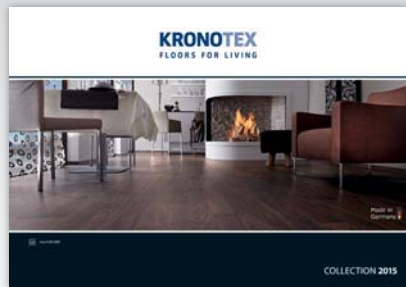 KRONOTEX
FLOORS FOR LIVING
Made in
Germany
COLLECTION 2015